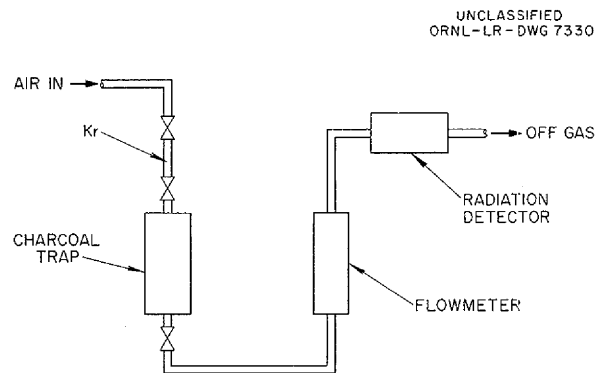 UNCLASSIFIED
ORNL-LR-DWG 7330
AIR IN
Kr
OFF GAS
RADIATION
DETECTOR
CHARCOAL
TRAP
FLOWMETER